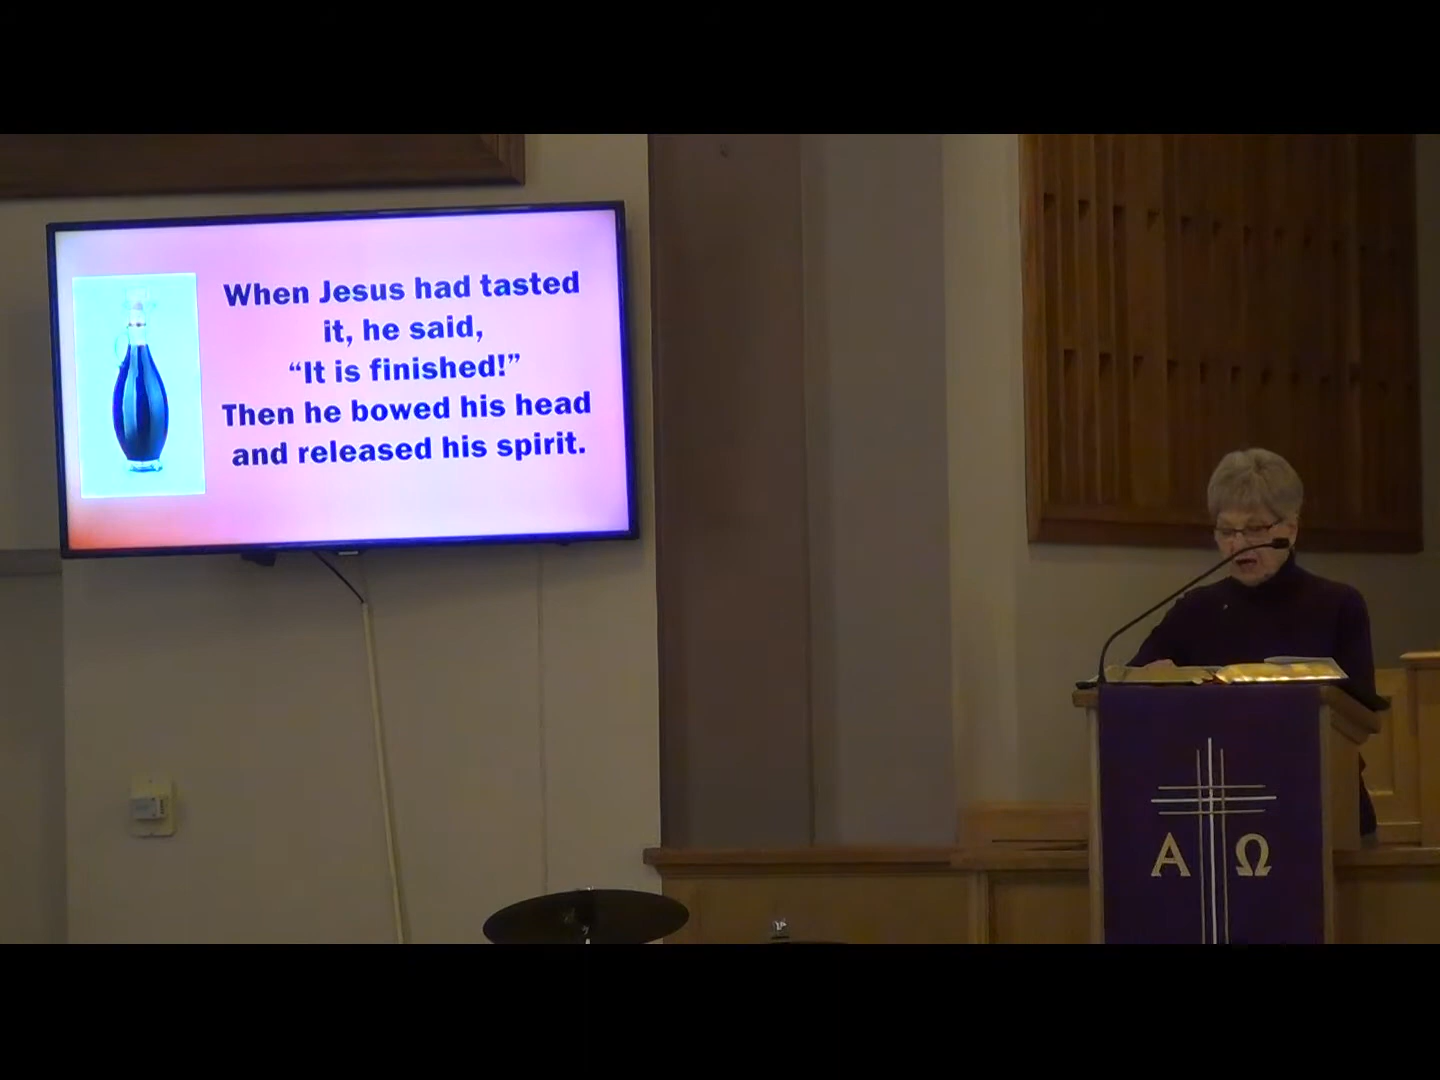 When Jesus had tasted
it, he said,
“It is finished!”
Then he bowed his head
and released his spirit.
Α Ω